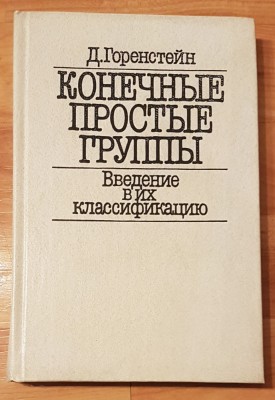 Д. Горенстейн
КОНЕЧНЫЕ
ПРОСТЫЕ
ГРУППЫ
Введение
в их
классификацию